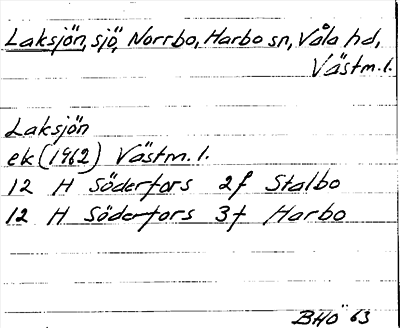 Laksjön, sjö, Norrbo, Harbo sn, Våla hd,
Västm.l.
Laksjön
ek (1962) Västm.l.
12 H Söderfors 2f Stalbo
12 H Söderfors 3f Harbo
BHÖ 63